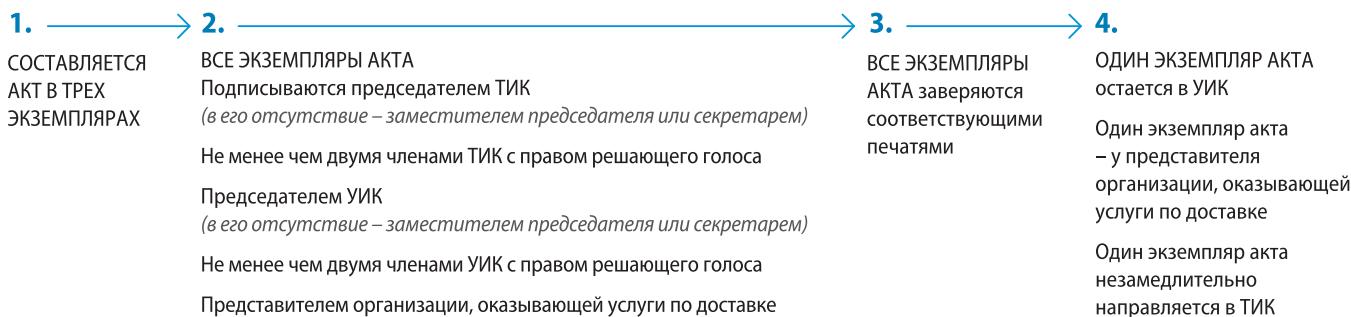 1.
СОСТАВЛЯЕТСЯ
АКТ В ТРЕХ
ЭКЗЕМПЛЯРАХ
2.
ВСЕ ЭКЗЕМПЛЯРЫ АКТА
Подписываются председателем ТИК
(в его отсутствие – заместителем председателя или секретарем)
Не менее чем двумя членами ТИК с правом решающего голоса
Председателем УИК
(в его отсутствие – заместителем председателя или секретарем)
Не менее чем двумя членами УИК с правом решающего голоса
Представителем организации, оказывающей услуги по доставке
3.
ВСЕ ЭКЗЕМПЛЯРЫ
АКТА заверяются
соответствующими
печатями
4.
ОДИН ЭКЗЕМПЛЯР АКТА
остается в УИК
Один экземпляр акта
– у представителя
организации, оказывающей
услуги по доставке
Один экземпляр акта
незамедлительно
направляется в ТИК